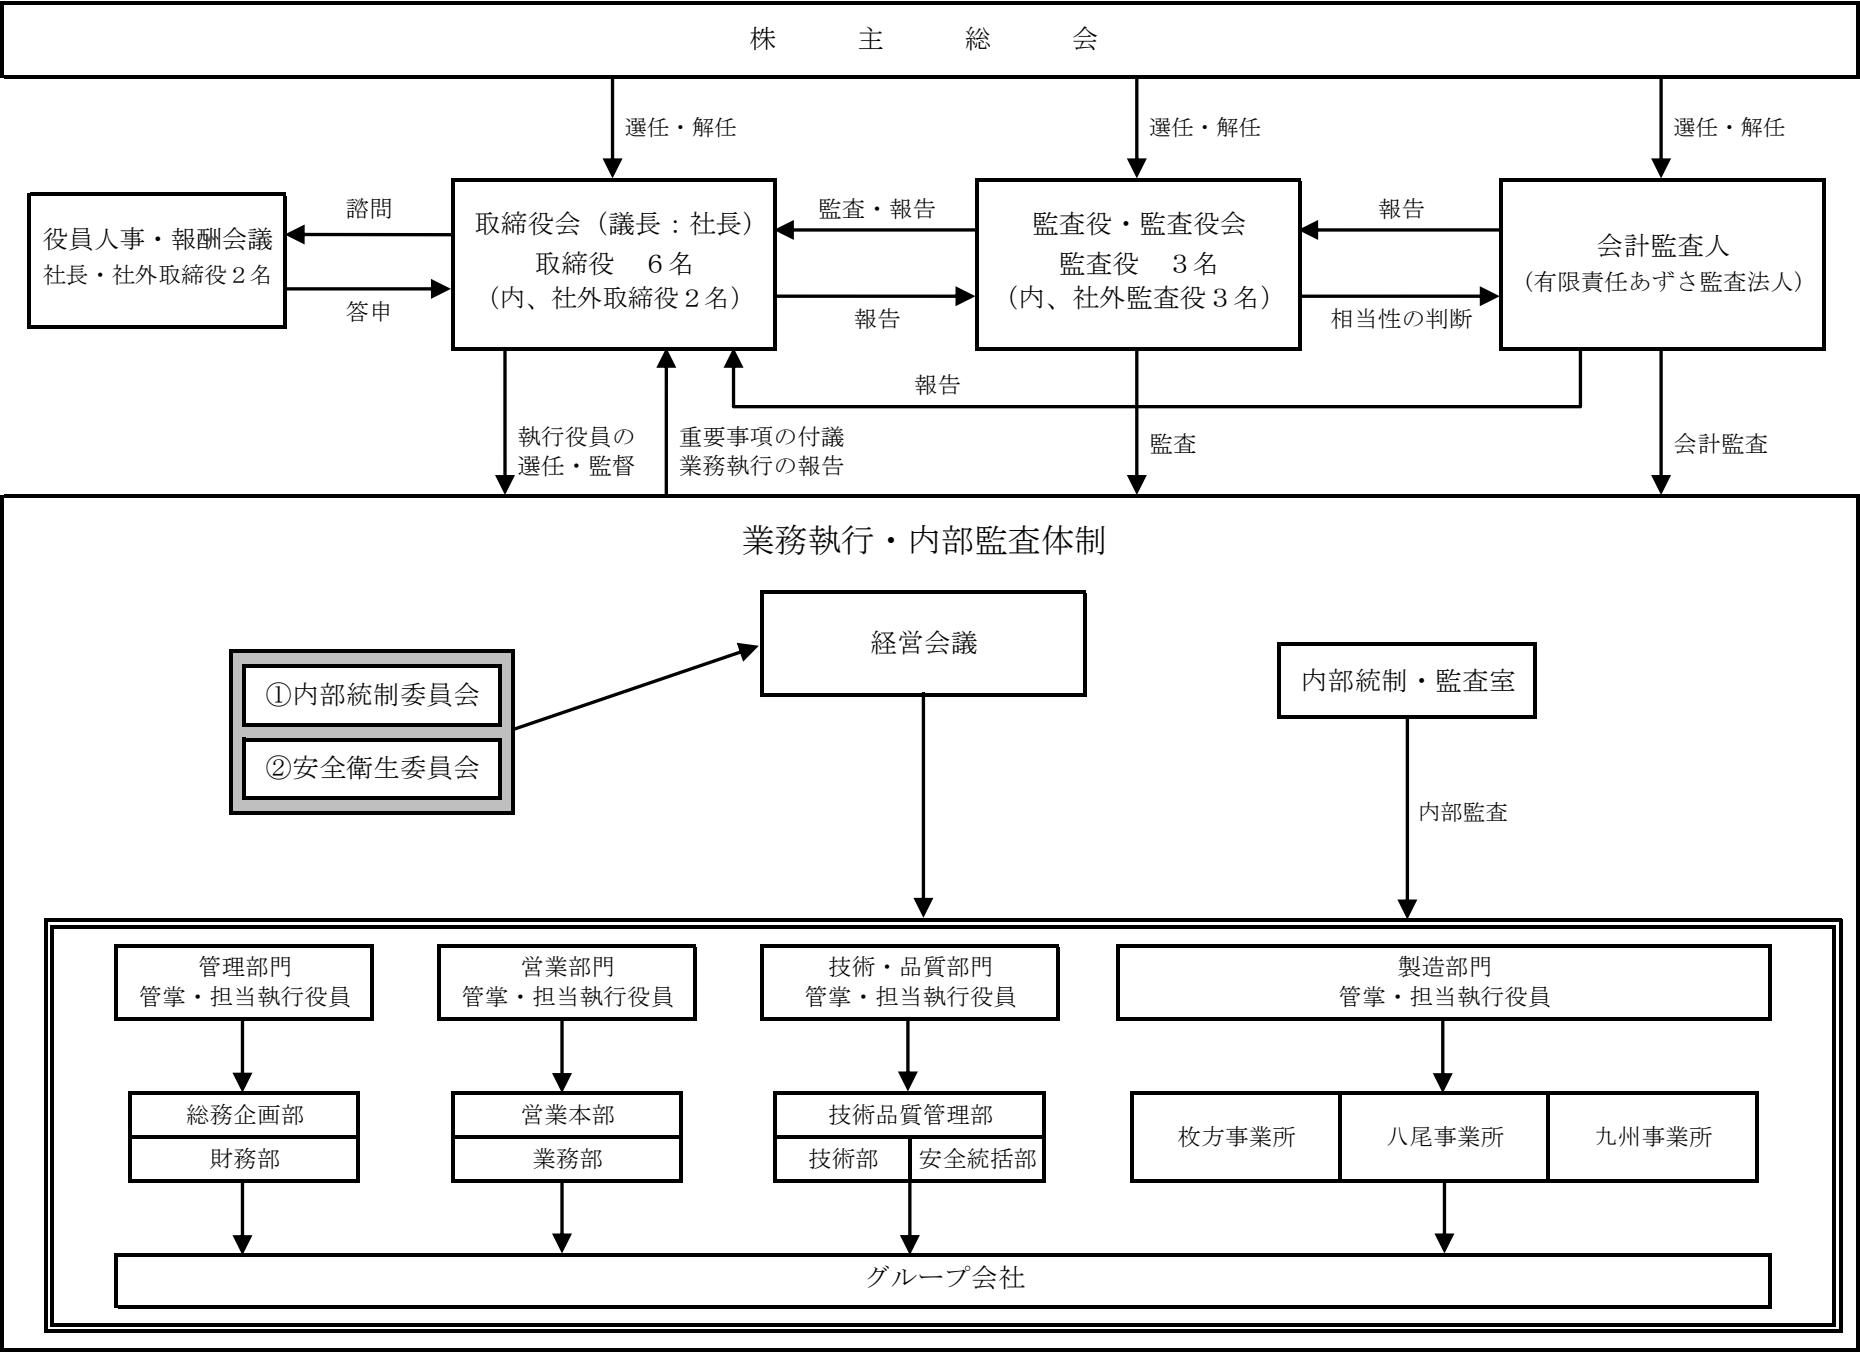 株　主　総　会
選任・解任
選任・解任
選任・解任
諮問
役員人事・報酬会議
社長・社外取締役２名
答申
取締役会（議長：社長）
取締役　６名
（内、社外取締役２名）
監査・報告
報告
監査役・監査役会
監査役　３名
（内、社外監査役３名）
報告
相当性の判断
会計監査人
（有限責任あずさ監査法人）
報告
執行役員の
選任・監督
重要事項の付議
業務執行の報告
監査
会計監査
業務執行・内部監査体制
経営会議
①内部統制委員会
②安全衛生委員会
内部統制・監査室
内部監査
管理部門
管掌・担当執行役員
営業部門
管掌・担当執行役員
技術・品質部門
管掌・担当執行役員
製造部門
管掌・担当執行役員
総務企画部
財務部
営業本部
業務部
技術品質管理部
技術部
安全統括部
枚方事業所
八尾事業所
九州事業所
グループ会社